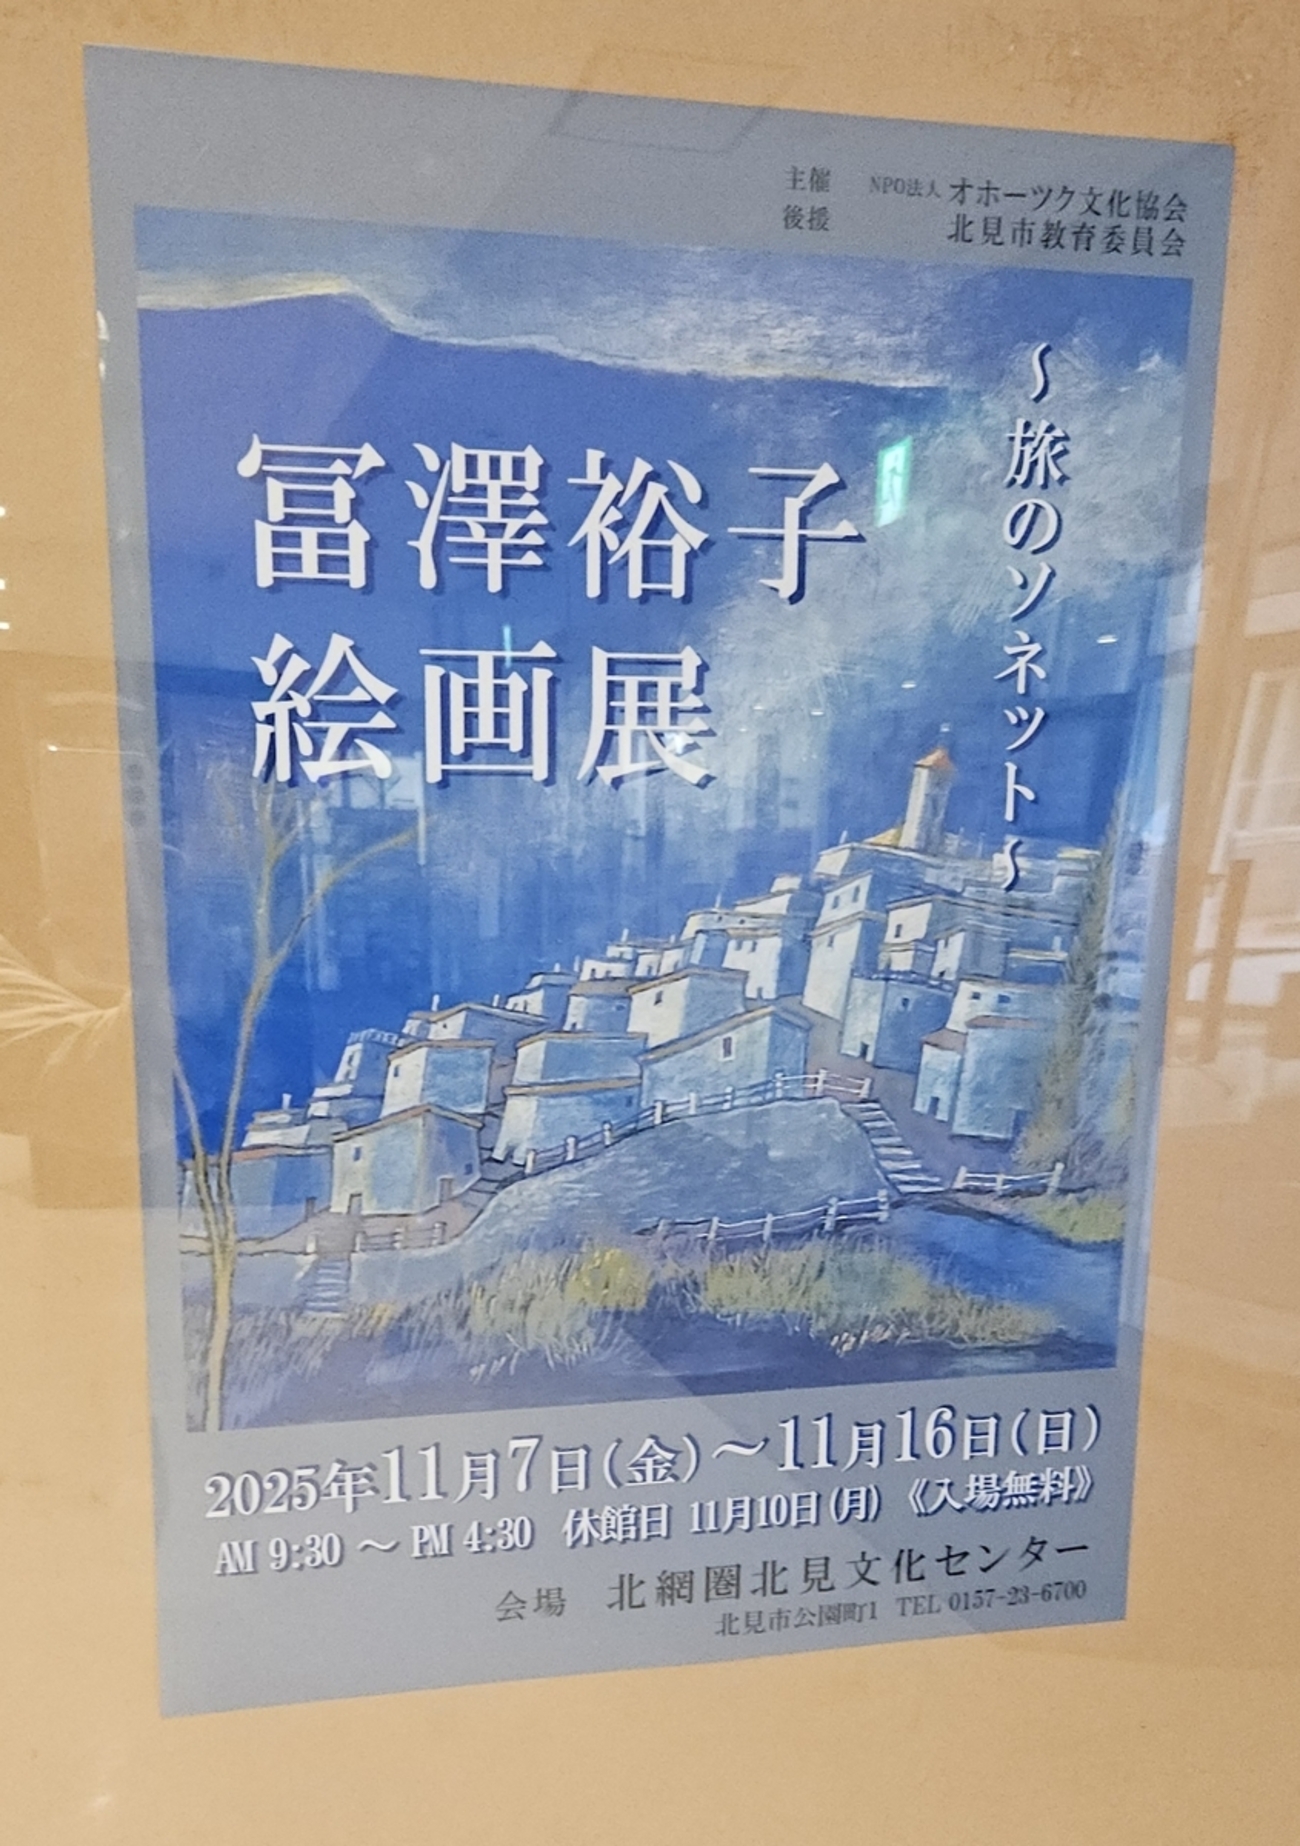 主催 NPO法人 オホーツク文化協会
後援 北見市教育委員会
～旅のソネット～
冨澤裕子
絵画展
2025年11月7日(金)～11月16日(日)
AM 9:30 ～ PM 4:30 休館日 11月10日(月) 《入場無料》
会場 北網圏北見文化センター
北見市公園町1 TEL 0157-23-6700